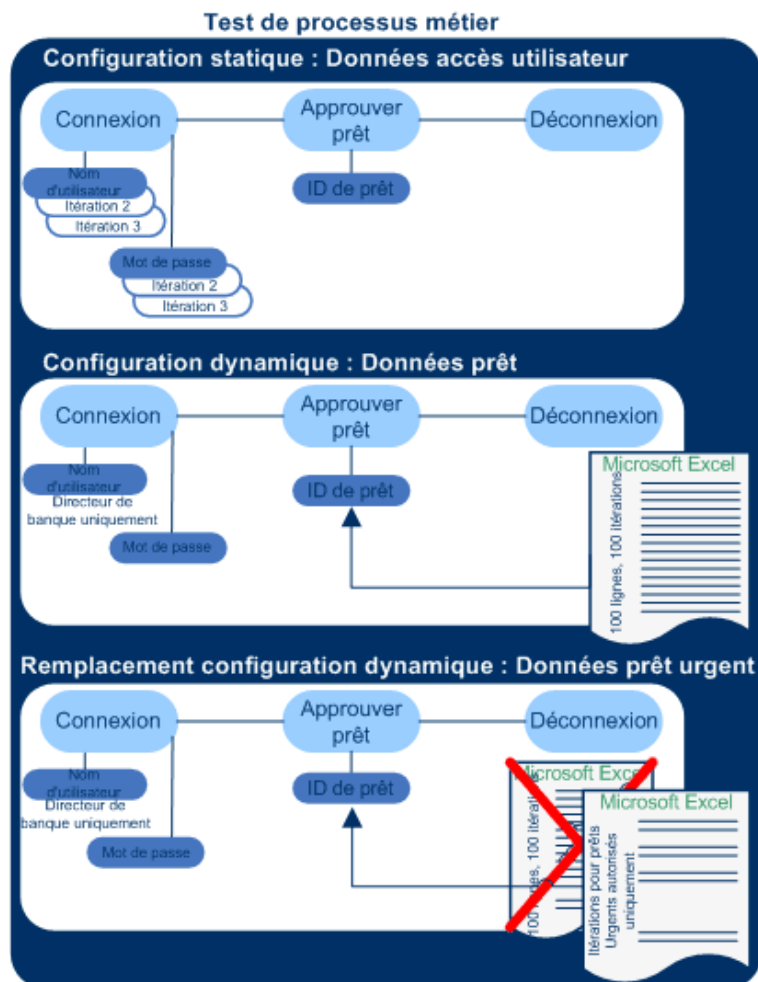 Test de processus métier
Configuration statique : Données accès utilisateur
Connexion
Approuver
prêt
Déconnexion
Nom
d'utilisateur
Itération 2
Itération 3
ID de prêt
Mot de passe
Itération 2
Itération 3
Configuration dynamique : Données prêt
Connexion
Approuver
prêt
Déconnexion
Nom
d'utilisateur
Directeur de
banque uniquement
ID de prêt
Mot de passe
Microsoft Excel
100 lignes, 100 itérations
Remplacement configuration dynamique : Données prêt urgent
Connexion
Approuver
prêt
Déconnexion
Nom
d'utilisateur
Directeur de
banque uniquement
ID de prêt
Mot de passe
Microsoft Excel
100 lignes, 100 itérations
Microsoft Excel
Itérations pour prêts
Urgents autorisés
uniquement